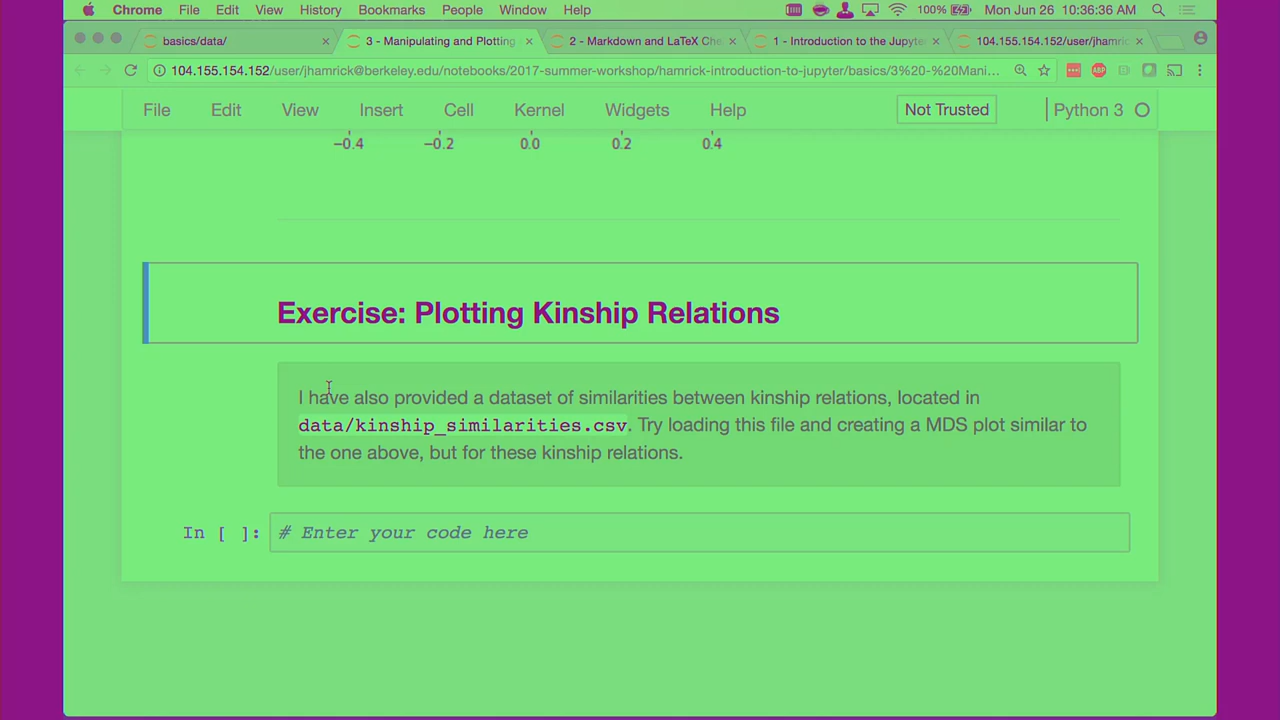 Chrome File Edit View History Bookmarks People Window Help 100% Mon Jun 26 10:36:36 AM
basics/data/ × 3 - Manipulating and Plotting × 2 - Markdown and LaTeX Che × 1 - Introduction to the Jupyter × 104.155.154.152/user/jhamric ×
104.155.154.152/user/jhamrick@berkeley.edu/notebooks/2017-summer-workshop/hamrick-introduction-to-jupyter/basics/3%20-%20Mani... ABP
File Edit View Insert Cell Kernel Widgets Help Not Trusted Python 3
−0.4 −0.2 0.0 0.2 0.4
Exercise: Plotting Kinship Relations
I have also provided a dataset of similarities between kinship relations, located in
data/kinship_similarities.csv. Try loading this file and creating a MDS plot similar to
the one above, but for these kinship relations.
In [ ]: # Enter your code here